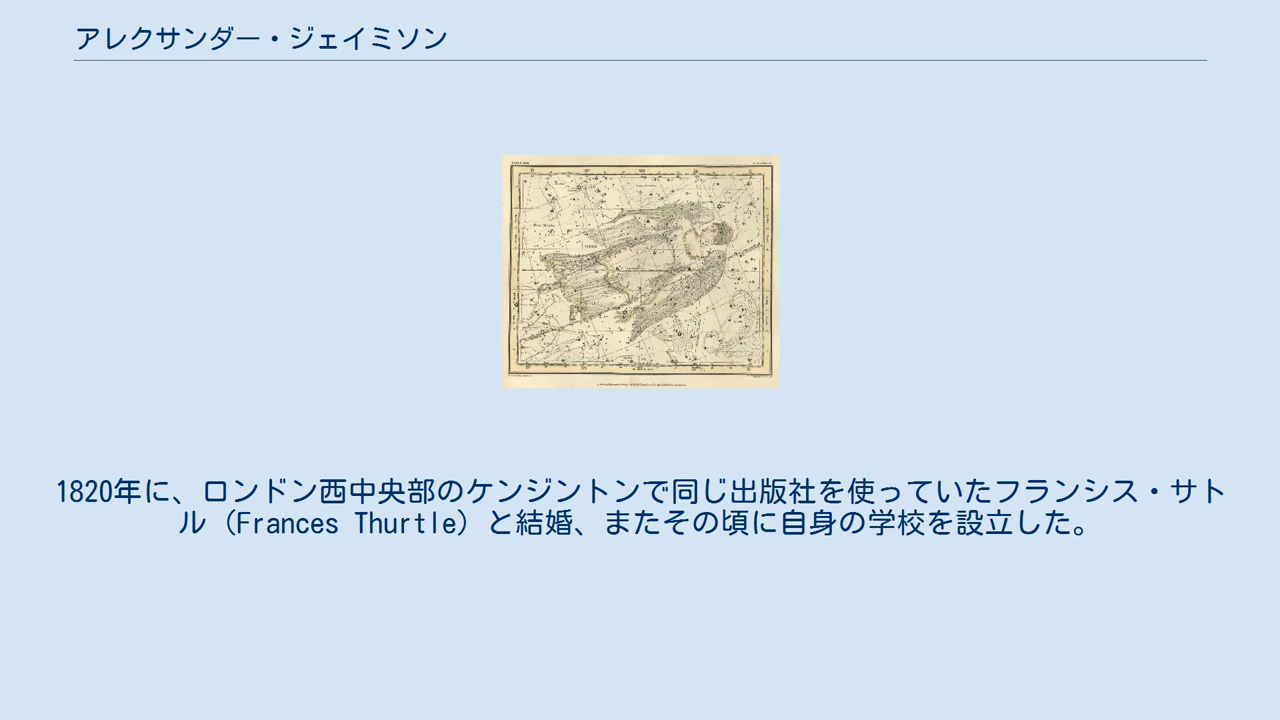 アレクサンダー・ジェイミソン
1820年に、ロンドン西中央部のケンジントンで同じ出版社を使っていたフランシス・サト
ル (Frances Thurtle) と結婚、またその頃に自身の学校を設立した。